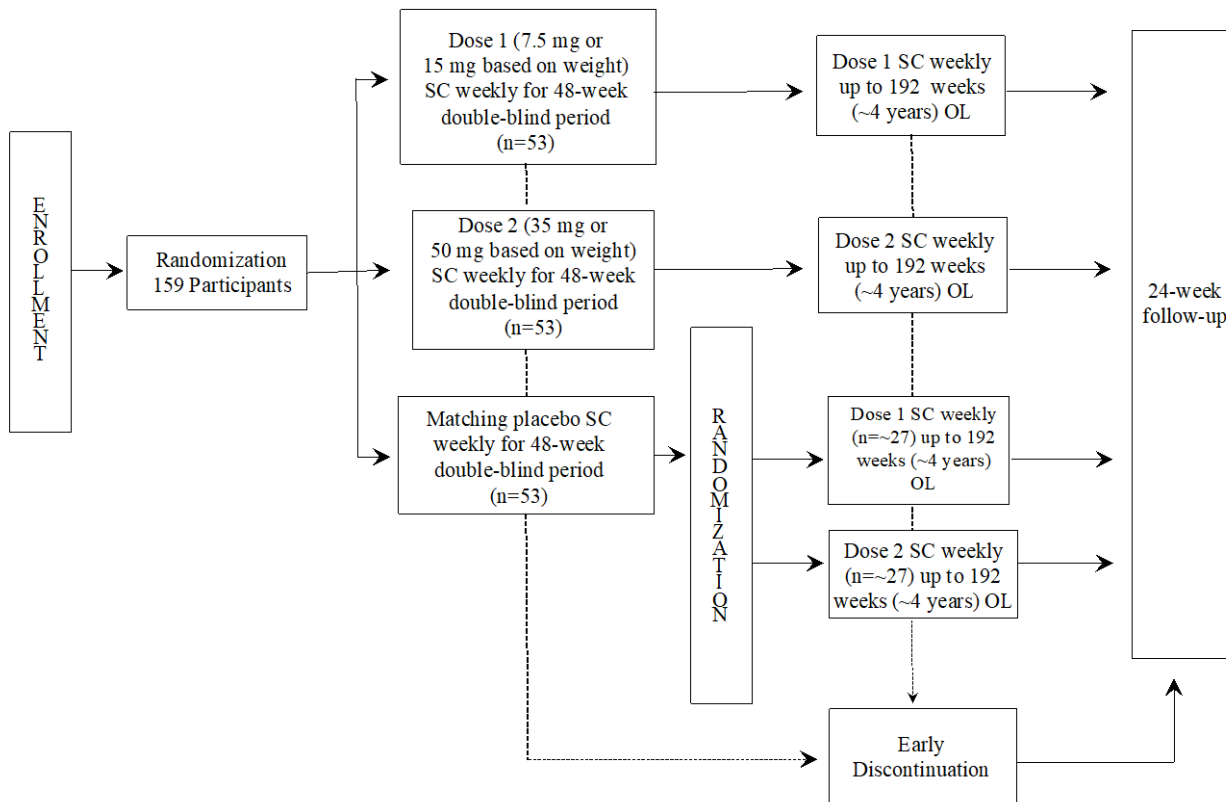 ENROLLMENT
Randomization
159 Participants
Dose 1 (7.5 mg or
15 mg based on weight)
SC weekly for 48-week
double-blind period
(n=53)
Dose 2 (35 mg or
50 mg based on weight)
SC weekly for 48-week
double-blind period
(n=53)
Matching placebo SC
weekly for 48-week
double-blind period
(n=53)
RANDOMIZATION
Dose 1 SC weekly
up to 192 weeks
(~4 years) OL
Dose 2 SC weekly
up to 192 weeks
(~4 years) OL
Dose 1 SC weekly
(n=~27) up to 192
weeks (~4 years)
OL
Dose 2 SC weekly
(n=~27) up to 192
weeks (~4 years) OL
Early
Discontinuation
24-week
follow-up